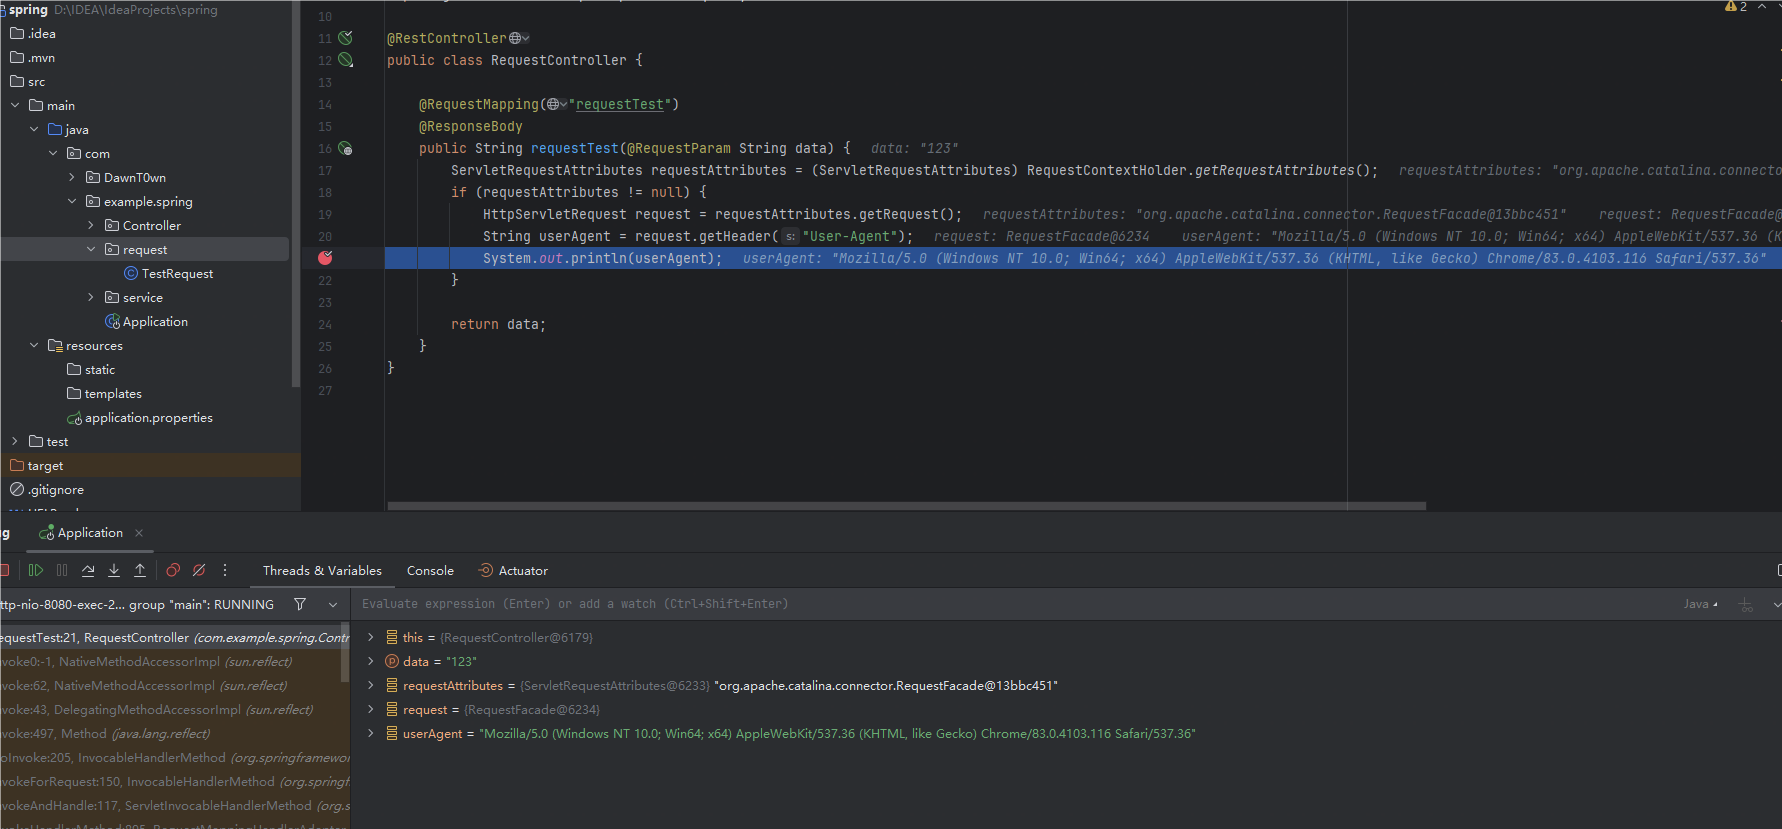 spring D:\IDEA\IdeaProjects\spring
.idea
.mvn
src
main
java
com
DawnT0wn
example.spring
Controller
request
TestRequest
service
Application
resources
static
templates
application.properties
test
target
.gitignore
2
10
11 @RestController
12 public class RequestController {
13
14 @RequestMapping("requestTest")
15 @ResponseBody
16 public String requestTest(@RequestParam String data) { data: "123"
17 ServletRequestAttributes requestAttributes = (ServletRequestAttributes) RequestContextHolder.getRequestAttributes(); requestAttributes: "org.apache.catalina.connecto
18 if (requestAttributes != null) {
19 HttpServletRequest request = requestAttributes.getRequest(); requestAttributes: "org.apache.catalina.connector.RequestFacade@13bbc451" request: RequestFacade@
20 String userAgent = request.getHeader( s: "User-Agent"); request: RequestFacade@6234 userAgent: "Mozilla/5.0 (Windows NT 10.0; Win64; x64) AppleWebKit/537.36 (K
System.out.println(userAgent); userAgent: "Mozilla/5.0 (Windows NT 10.0; Win64; x64) AppleWebKit/537.36 (KHTML, like Gecko) Chrome/83.0.4103.116 Safari/537.36"
22 }
23
24 return data;
25 }
26 }
27
g Application ×
Threads & Variables Console Actuator
ttp-nio-8080-exec-2... group "main": RUNNING
equestTest:21, RequestController (com.example.spring.Contr
nvoke0:-1, NativeMethodAccessorImpl (sun.reflect)
nvoke:62, NativeMethodAccessorImpl (sun.reflect)
nvoke:43, DelegatingMethodAccessorImpl (sun.reflect)
nvoke:497, Method (java.lang.reflect)
oInvoke:205, InvocableHandlerMethod (org.springframewor
nvokeForRequest:150, InvocableHandlerMethod (org.springf
nvokeAndHandle:117, ServletInvocableHandlerMethod (org.s
Evaluate expression (Enter) or add a watch (Ctrl+Shift+Enter) Java
this = {RequestController@6179}
data = "123"
requestAttributes = {ServletRequestAttributes@6233} "org.apache.catalina.connector.RequestFacade@13bbc451"
request = {RequestFacade@6234}
userAgent = "Mozilla/5.0 (Windows NT 10.0; Win64; x64) AppleWebKit/537.36 (KHTML, like Gecko) Chrome/83.0.4103.116 Safari/537.36"